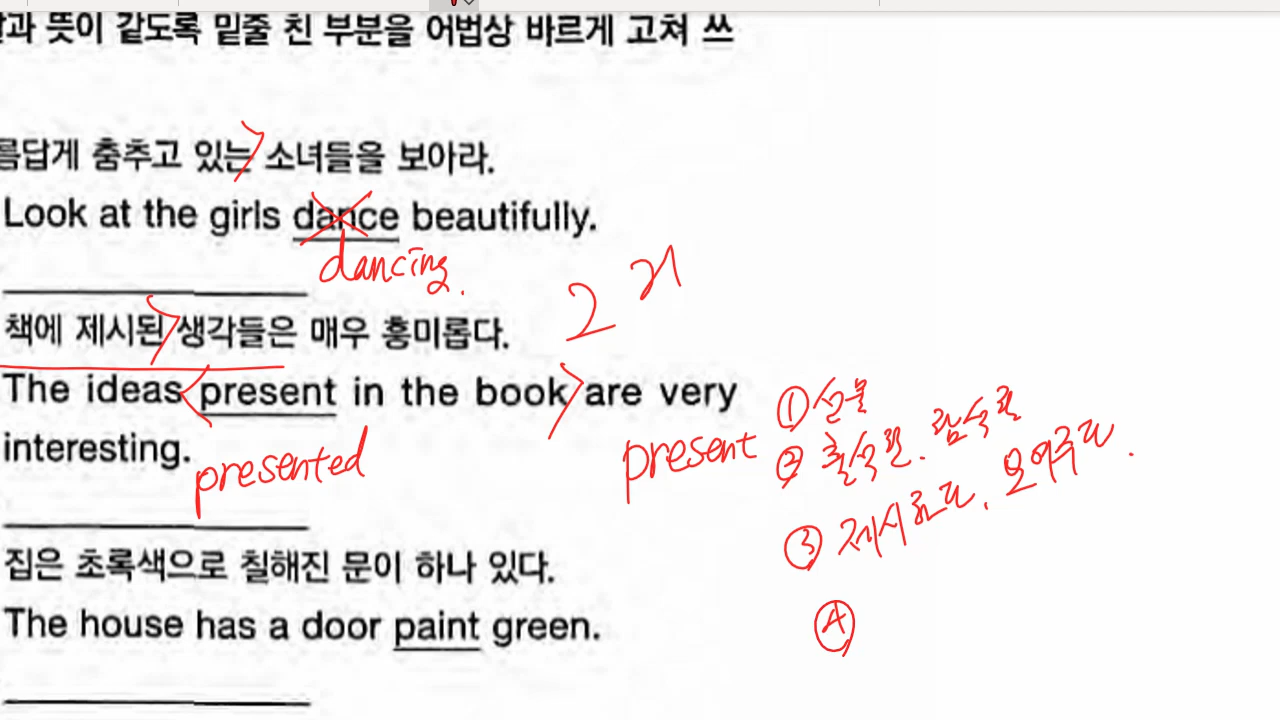 과 뜻이 같도록 밑줄 친 부분을 어법상 바르게 고쳐 쓰
름답게 춤추고 있는 소녀들을 보아라.
Look at the girls dance beautifully.
dancing.
책에 제시된 생각들은 매우 흥미롭다.
The ideas present in the book are very
interesting.
presented
present ① 선물
② 출석한.
③ 제시하다. 보여주다.
④
집은 초록색으로 칠해진 문이 하나 있다.
The house has a door paint green.